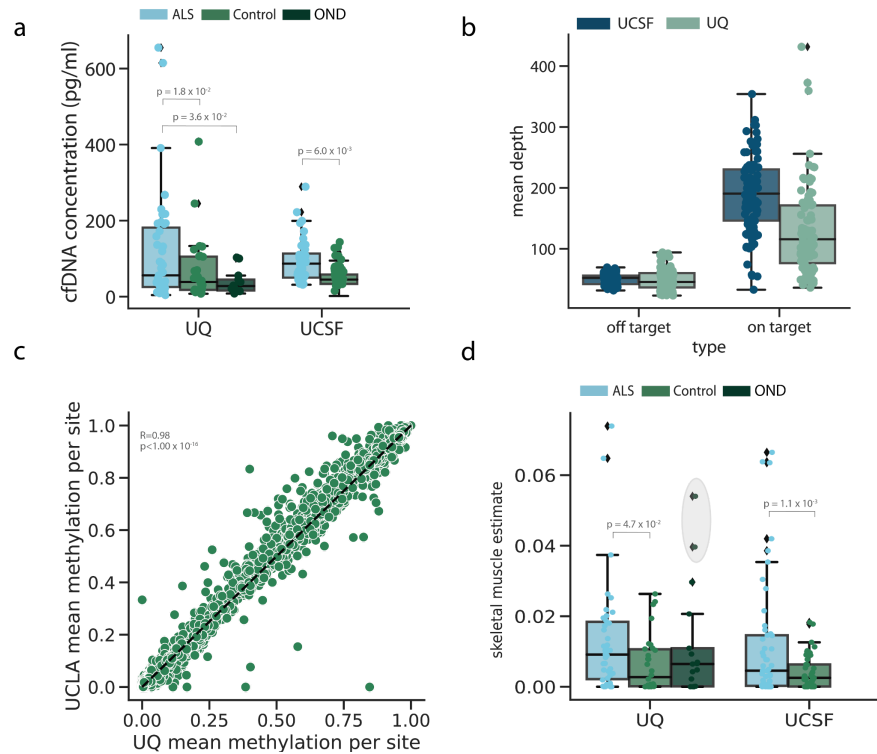 a
ALS Control OND
cfDNA concentration (pg/ml)
600
400
200
0
p = 1.8 x 10⁻²
p = 3.6 x 10⁻²
p = 6.0 x 10⁻³
UQ UCSF
b
UCSF UQ
mean depth
400
300
200
100
off target on target
type
c
UCLA mean methylation per site
1.0
0.8
0.6
0.4
0.2
0.0
R=0.98
p<1.00 x 10⁻¹⁶
0.00 0.25 0.50 0.75 1.00
UQ mean methylation per site
d
ALS Control OND
skeletal muscle estimate
0.06
0.04
0.02
0.00
p = 4.7 x 10⁻²
p = 1.1 x 10⁻³
UQ UCSF